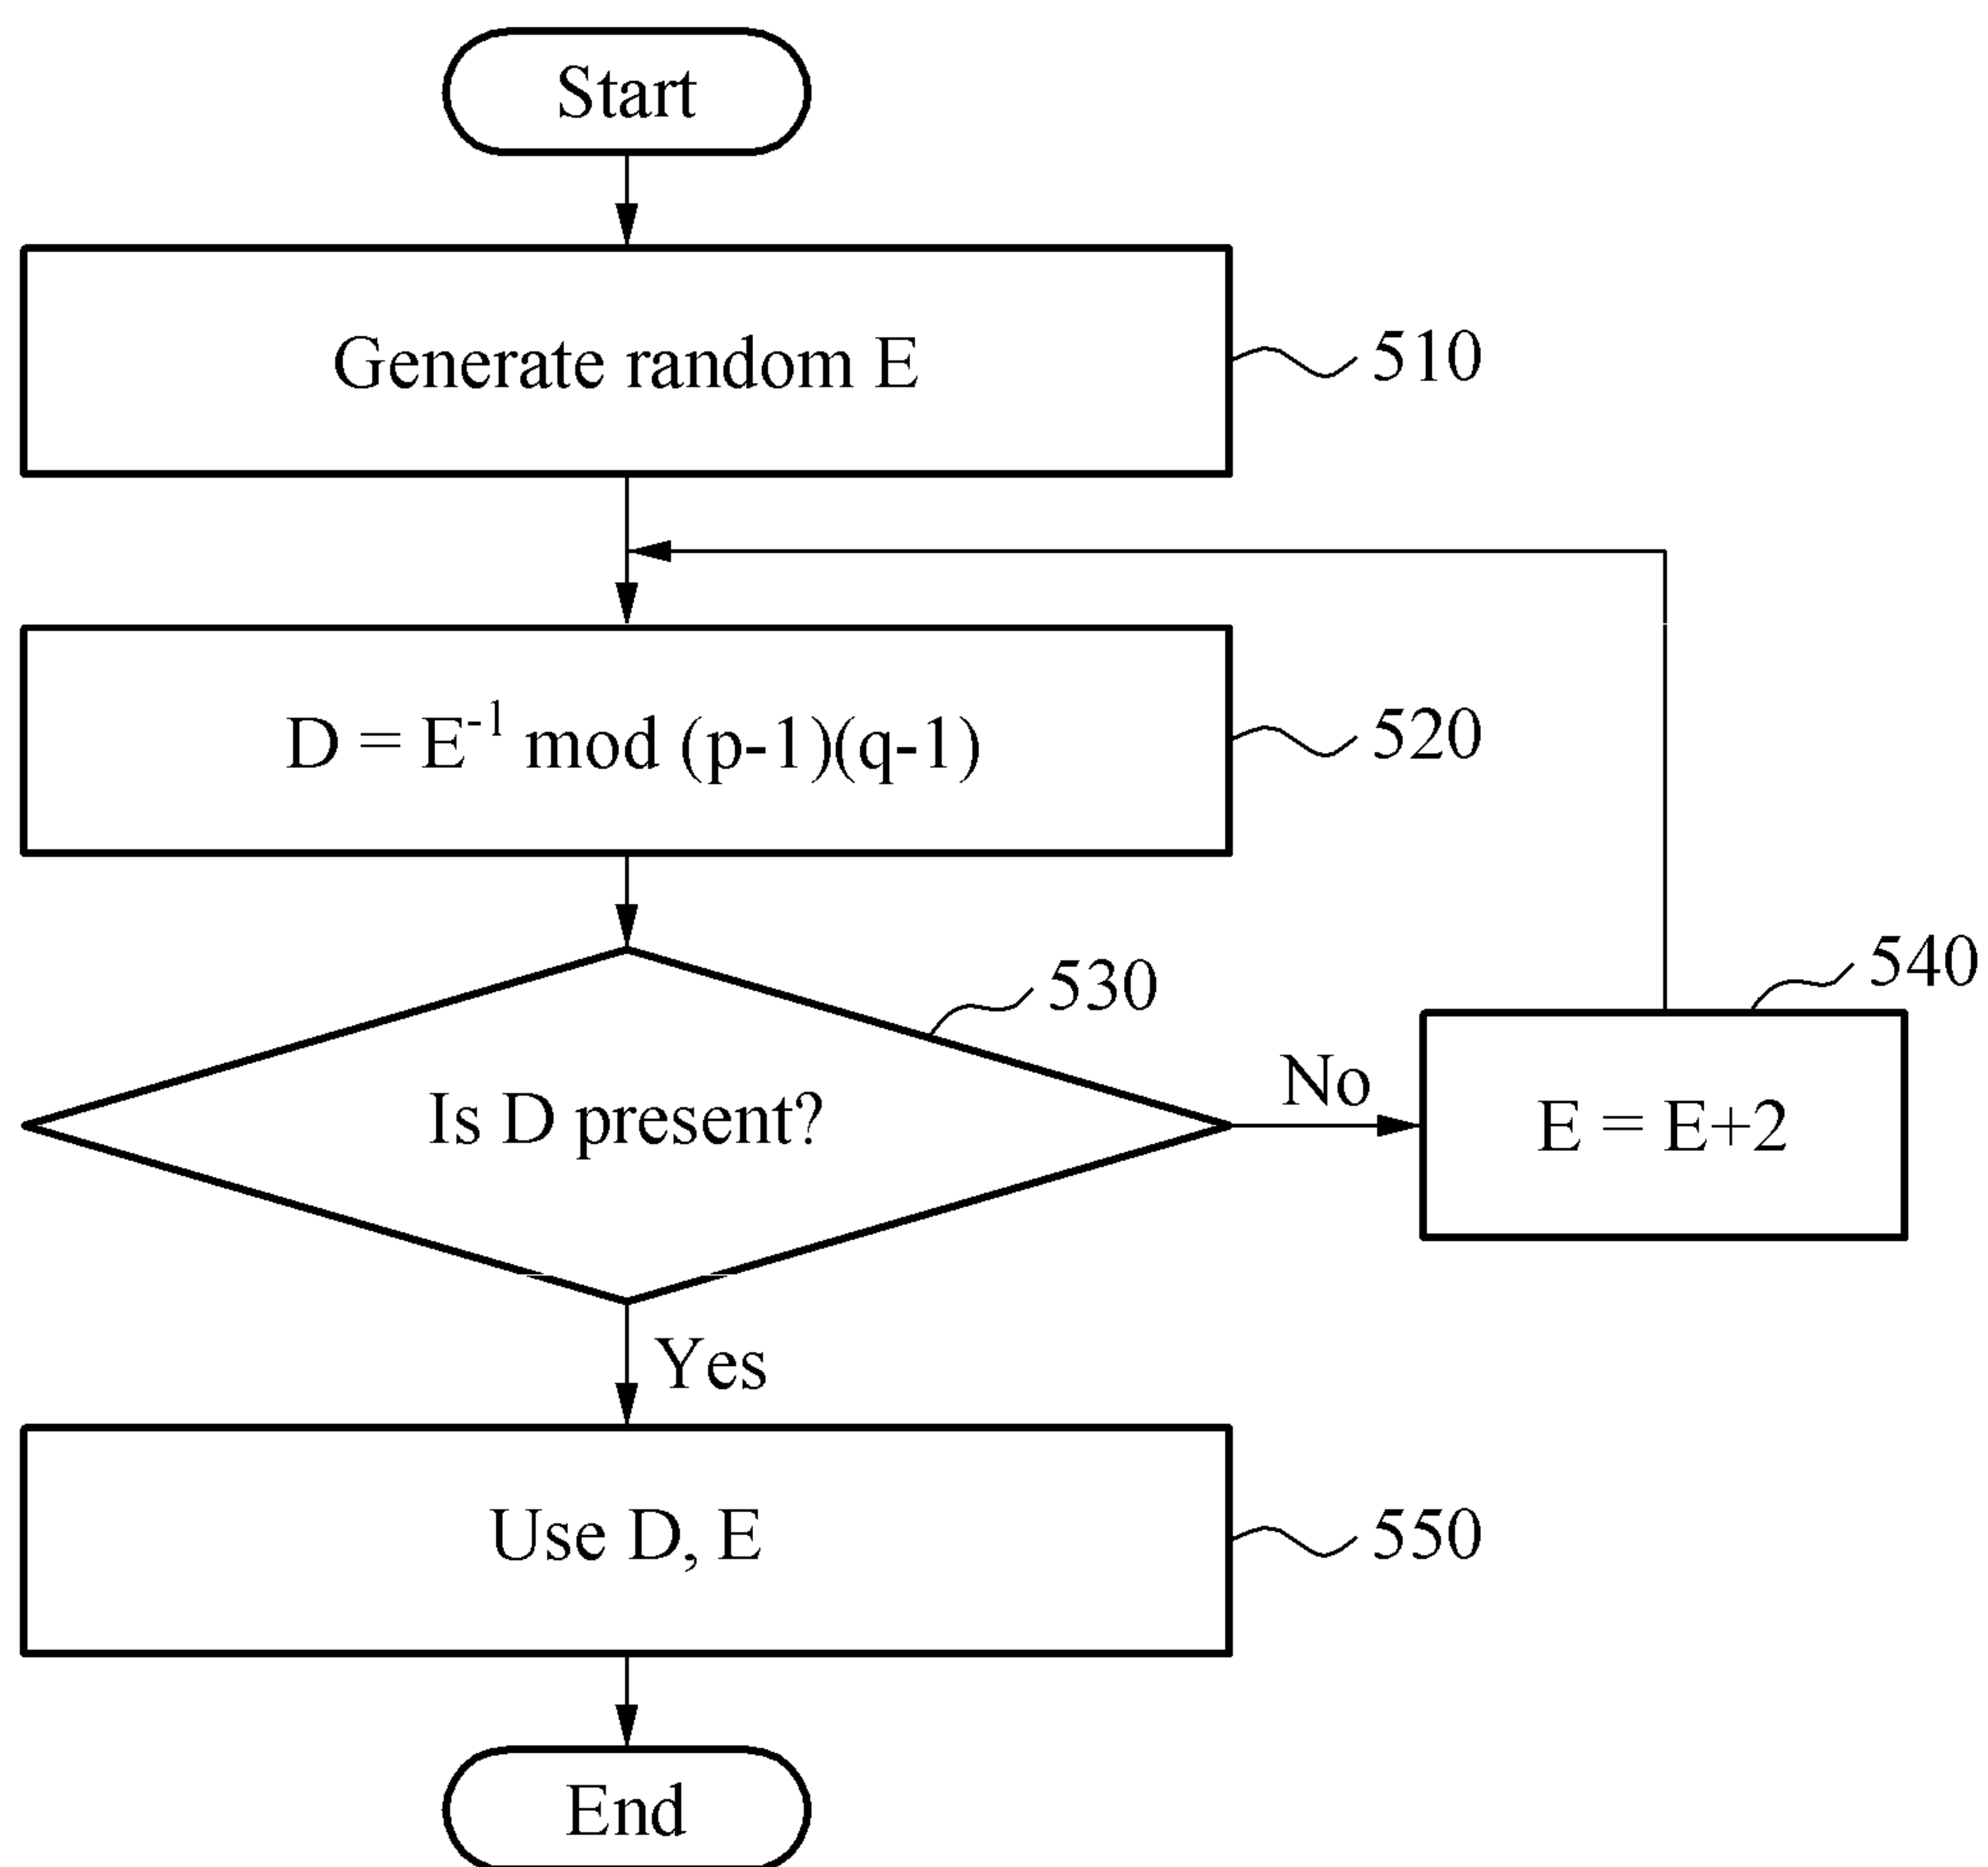 Start
Generate random E
510
D = E⁻¹ mod (p-1)(q-1)
520
530
Is D present?
No
540
E = E+2
Yes
Use D, E
550
End